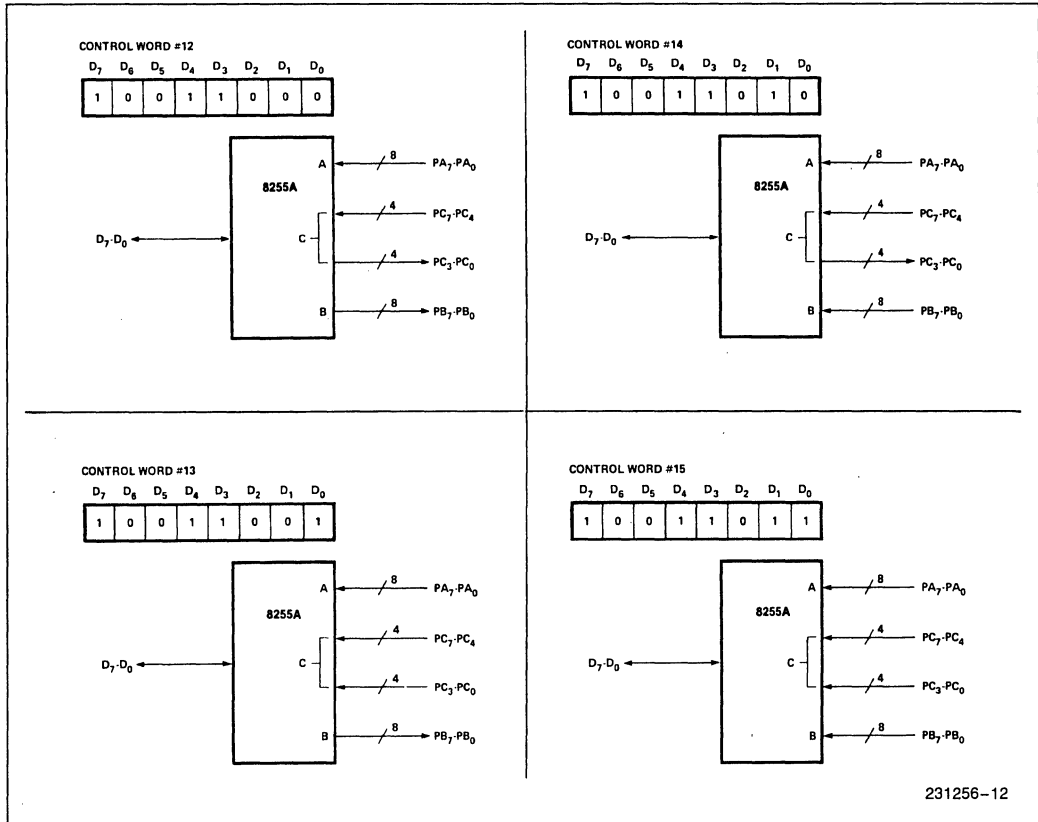 CONTROL WORD #12
D₇ D₆ D₅ D₄ D₃ D₂ D₁ D₀
1 0 0 1 1 0 0 0
8255A
A
8
PA₇-PA₀
4
PC₇-PC₄
D₇-D₀
C
4
PC₃-PC₀
B
8
PB₇-PB₀
CONTROL WORD #14
D₇ D₆ D₅ D₄ D₃ D₂ D₁ D₀
1 0 0 1 1 0 1 0
8255A
A
8
PA₇-PA₀
4
PC₇-PC₄
D₇-D₀
C
4
PC₃-PC₀
B
8
PB₇-PB₀
CONTROL WORD #13
D₇ D₆ D₅ D₄ D₃ D₂ D₁ D₀
1 0 0 1 1 0 0 1
8255A
A
8
PA₇-PA₀
4
PC₇-PC₄
D₇-D₀
C
4
PC₃-PC₀
B
8
PB₇-PB₀
CONTROL WORD #15
D₇ D₆ D₅ D₄ D₃ D₂ D₁ D₀
1 0 0 1 1 0 1 1
8255A
A
8
PA₇-PA₀
4
PC₇-PC₄
D₇-D₀
C
4
PC₃-PC₀
B
8
PB₇-PB₀
231256–12